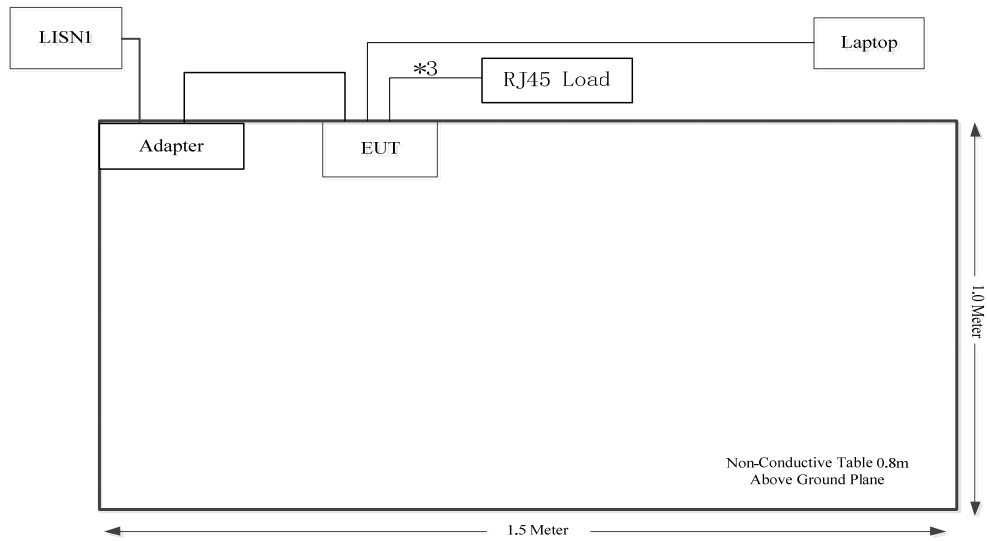 LISN1
Laptop
*3
RJ45 Load
Adapter
EUT
1.0 Meter
Non-Conductive Table 0.8m
Above Ground Plane
1.5 Meter